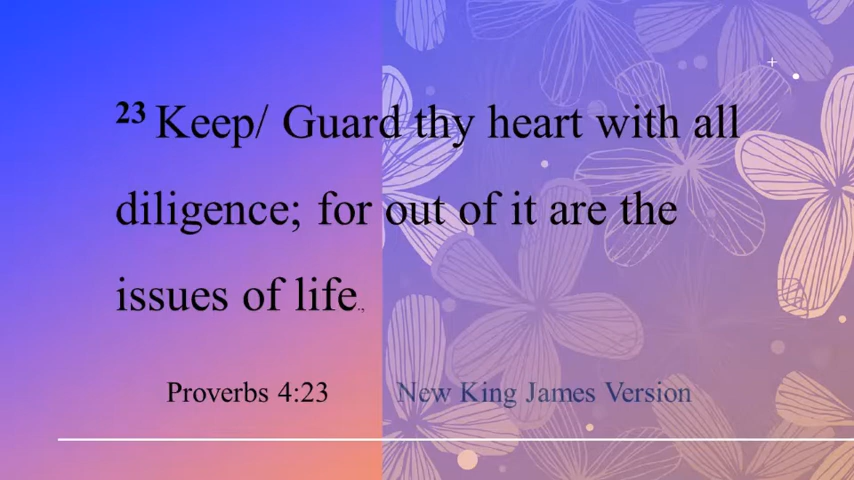 23 Keep/ Guard thy heart with all
diligence; for out of it are the
issues of life.,
Proverbs 4:23 New King James Version